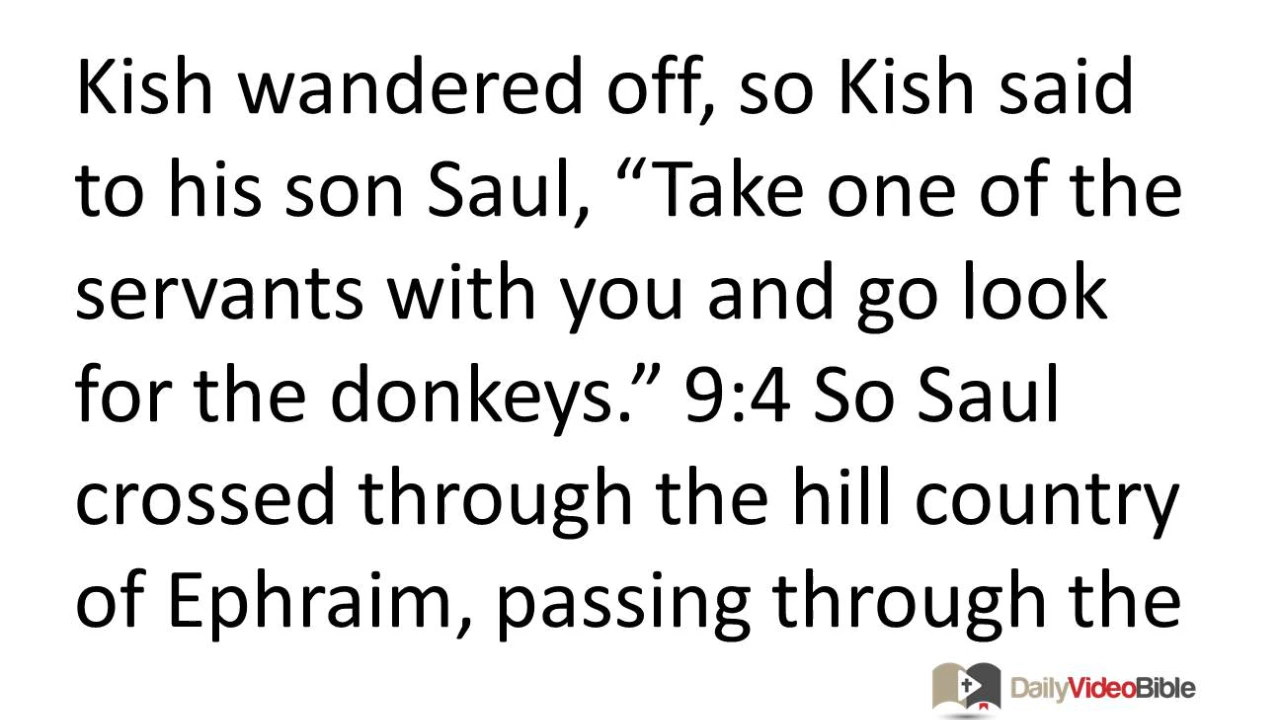 Kish wandered off, so Kish said
to his son Saul, “Take one of the
servants with you and go look
for the donkeys.” 9:4 So Saul
crossed through the hill country
of Ephraim, passing through the
DailyVideoBible